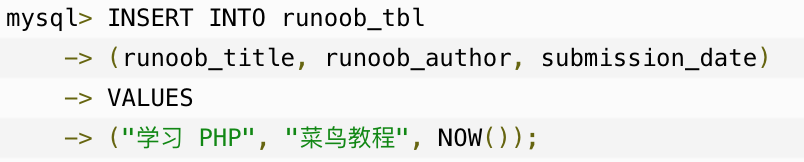 mysql> INSERT INTO runoob_tbl
-> (runoob_title, runoob_author, submission_date)
-> VALUES
-> ("学习 PHP", "菜鸟教程", NOW());